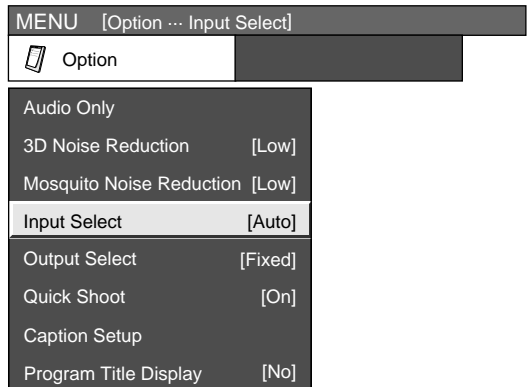 MENU [Option ··· Input Select]
Option
Audio Only
3D Noise Reduction [Low]
Mosquito Noise Reduction [Low]
Input Select [Auto]
Output Select [Fixed]
Quick Shoot [On]
Caption Setup
Program Title Display [No]